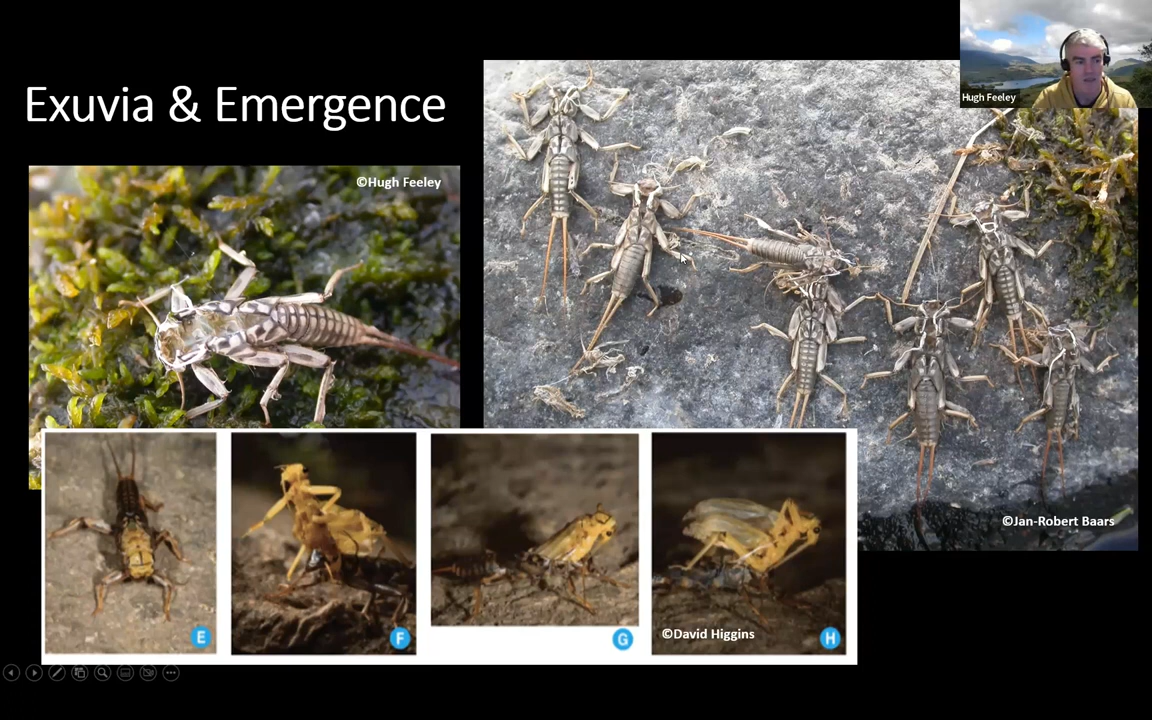 Exuvia & Emergence
©Hugh Feeley
Hugh Feeley
©Jan-Robert Baars
E
F
G
©David Higgins
H